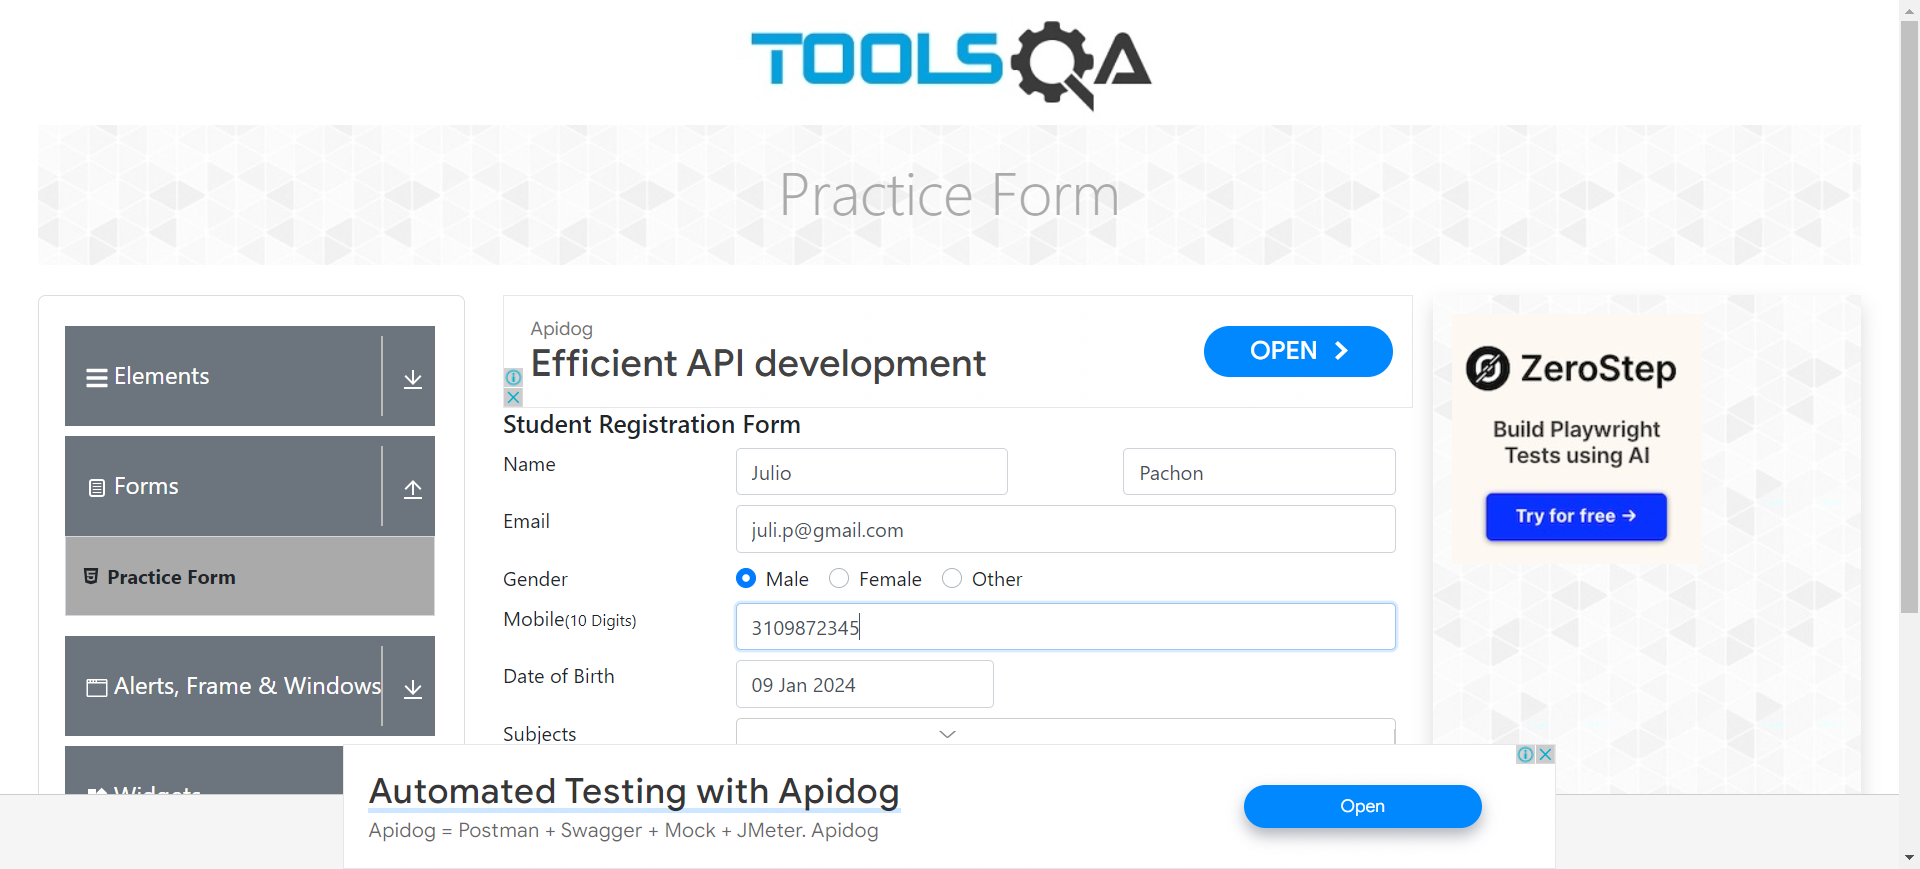 TOOLSQA
Practice Form
Elements
Forms
Practice Form
Alerts, Frame & Windows
Widgets
Apidog
Efficient API development
OPEN
Student Registration Form
Name
Julio
Pachon
Email
juli.p@gmail.com
Gender
Male
Female
Other
Mobile(10 Digits)
3109872345
Date of Birth
09 Jan 2024
Subjects
ZeroStep
Build Playwright
Tests using AI
Try for free →
Automated Testing with Apidog
Apidog = Postman + Swagger + Mock + JMeter. Apidog
Open